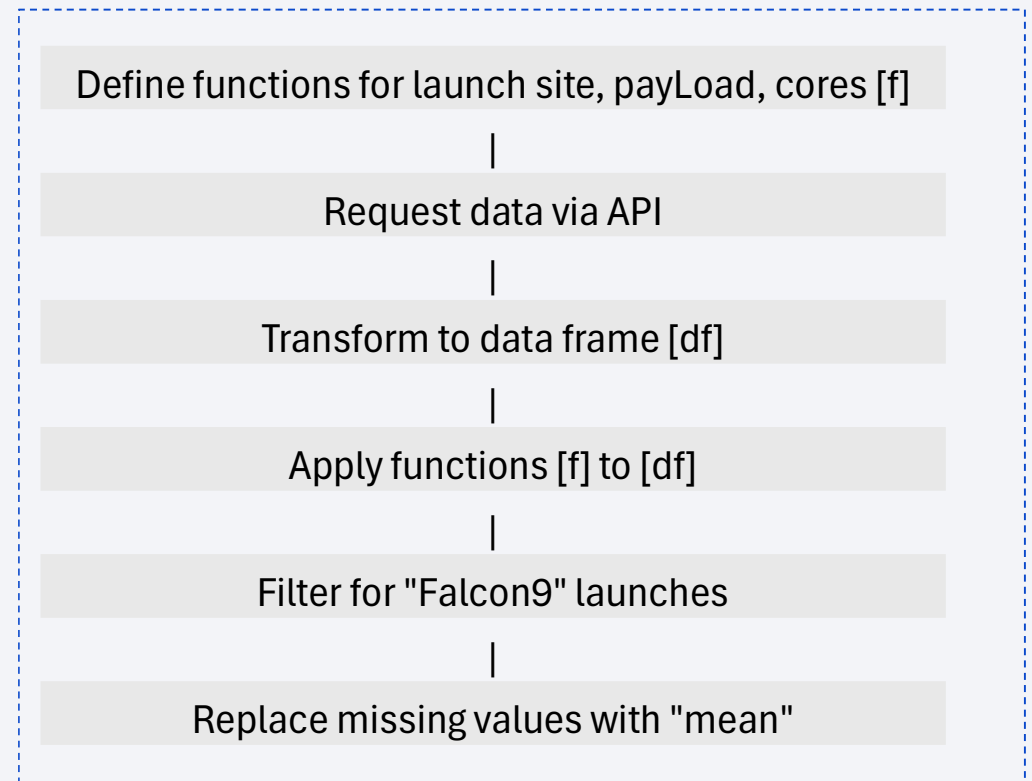 Define functions for launch site, payLoad, cores [f]
|
Request data via API
|
Transform to data frame [df]
|
Apply functions [f] to [df]
|
Filter for "Falcon9" launches
|
Replace missing values with "mean"